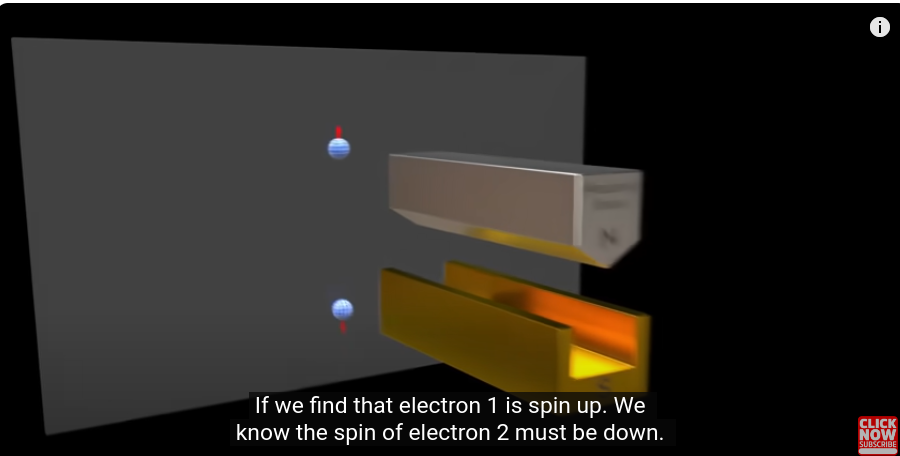 i
N
S
If we find that electron 1 is spin up. We
know the spin of electron 2 must be down.
CLICK
NOW
SUBSCRIBE